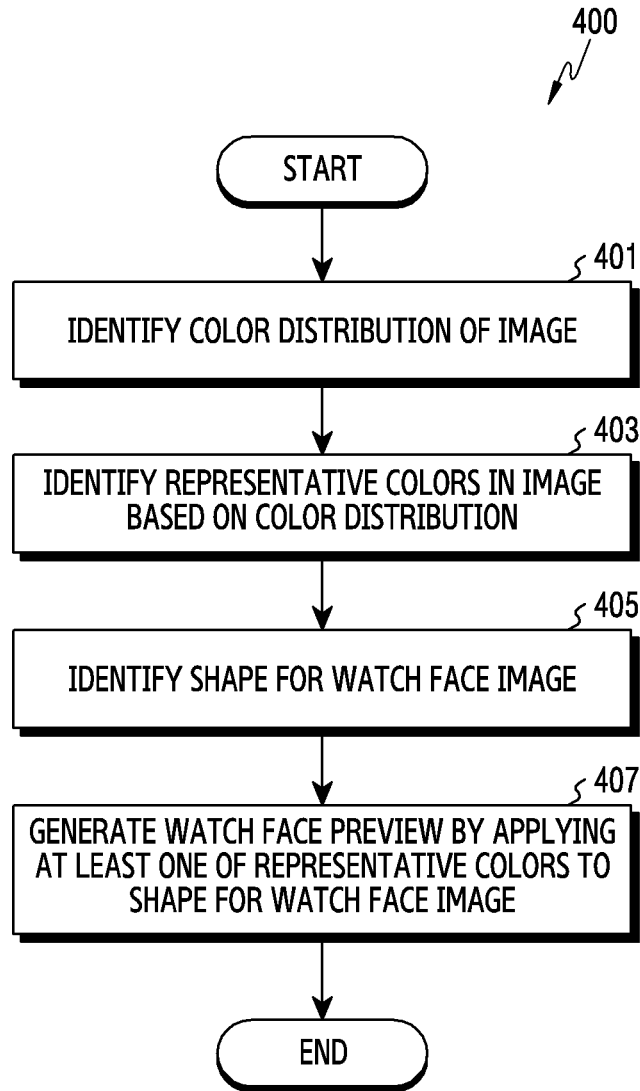 400
START
401
IDENTIFY COLOR DISTRIBUTION OF IMAGE
403
IDENTIFY REPRESENTATIVE COLORS IN IMAGE
BASED ON COLOR DISTRIBUTION
405
IDENTIFY SHAPE FOR WATCH FACE IMAGE
407
GENERATE WATCH FACE PREVIEW BY APPLYING
AT LEAST ONE OF REPRESENTATIVE COLORS TO
SHAPE FOR WATCH FACE IMAGE
END